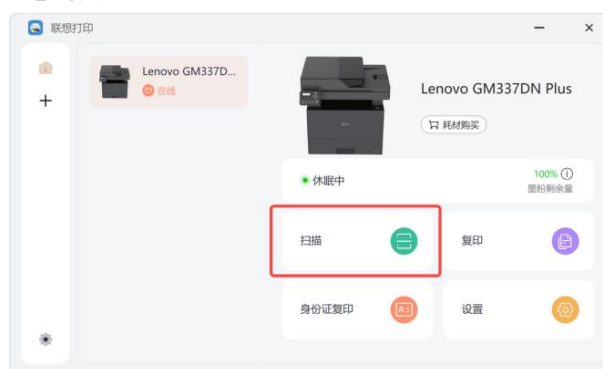 联想打印
Lenovo GM337D...
在线
Lenovo GM337DN Plus
耗材购买
休眠中
100%
墨粉剩余量
扫描
复印
身份证复印
设置